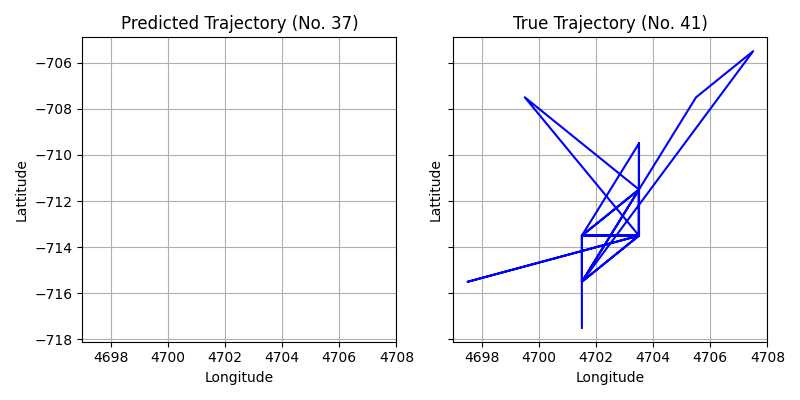 Predicted Trajectory (No. 37)
Lattitude
−706
−708
−710
−712
−714
−716
−718
4698 4700 4702 4704 4706 4708
Longitude
True Trajectory (No. 41)
Lattitude
4698 4700 4702 4704 4706 4708
Longitude